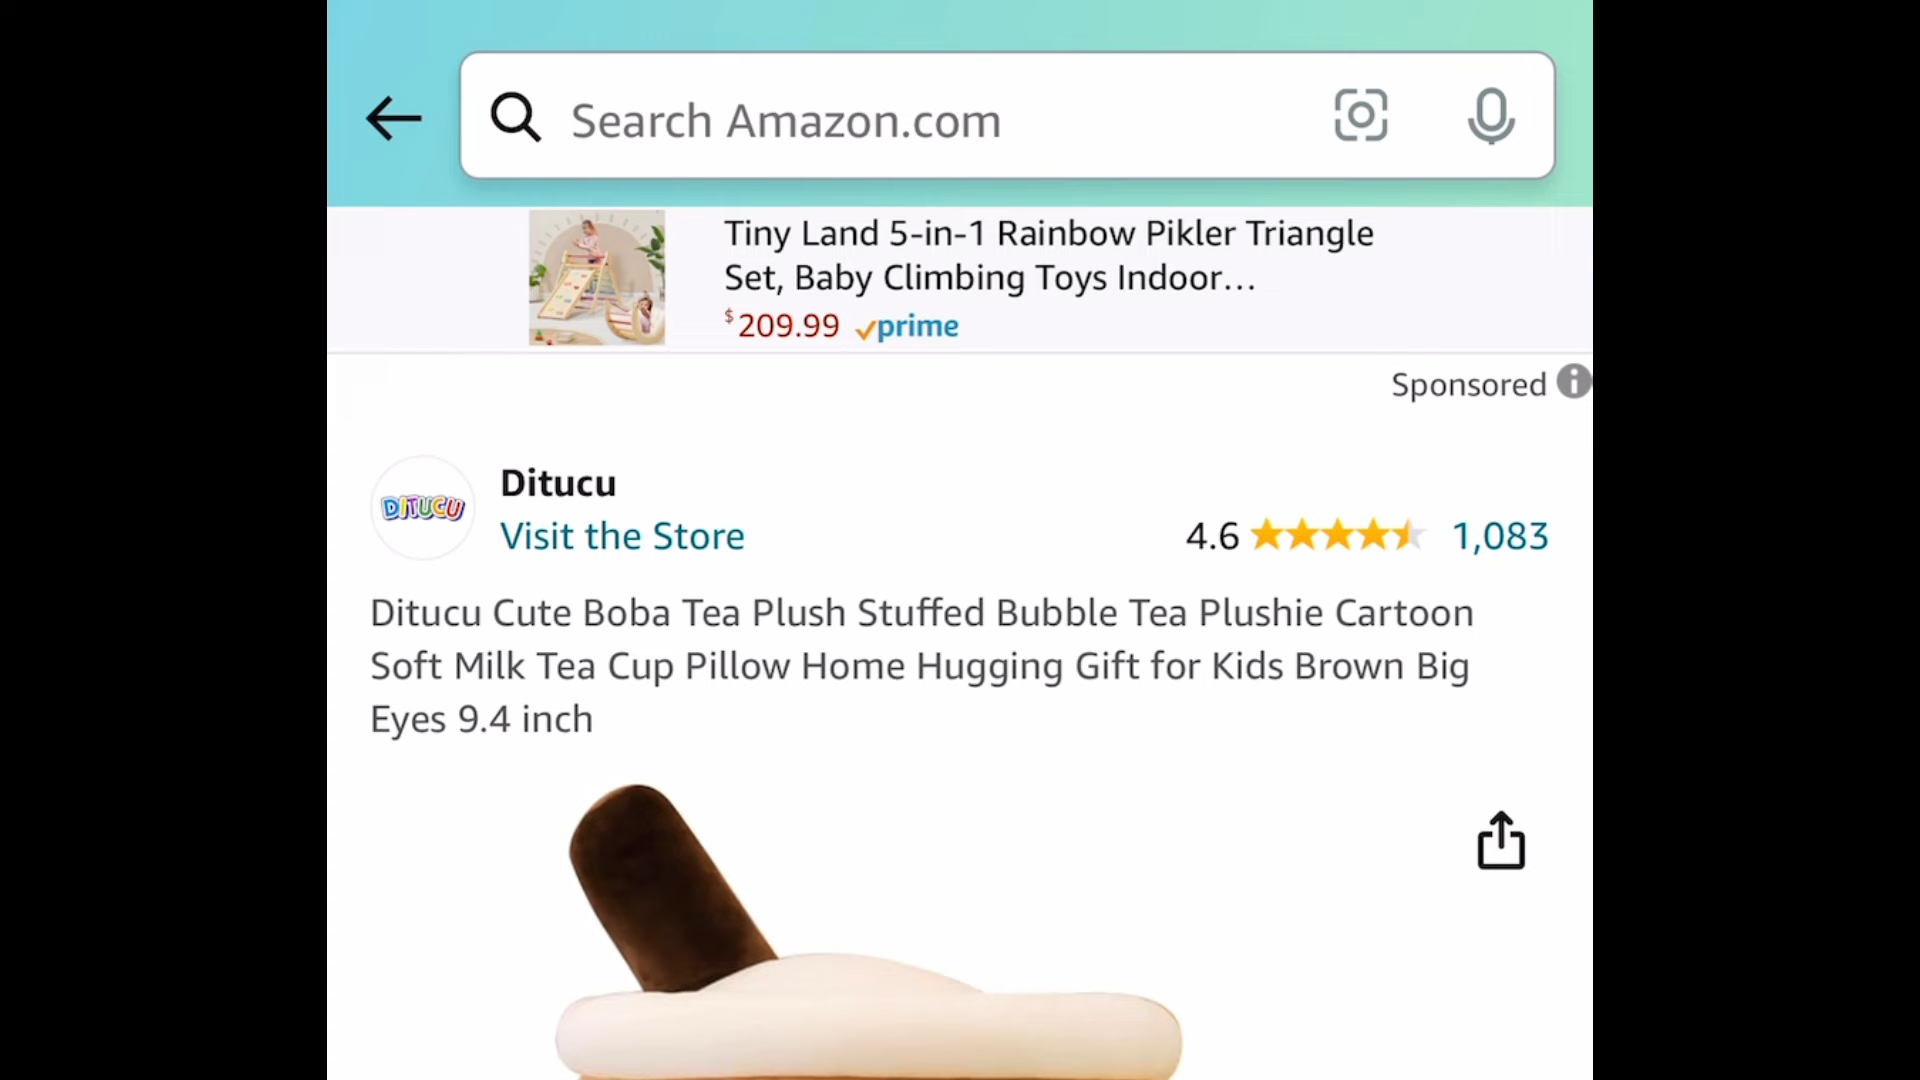 Search Amazon.com
Tiny Land 5-in-1 Rainbow Pikler Triangle
Set, Baby Climbing Toys Indoor...
$209.99 prime
Sponsored
DITUCU
Ditucu
Visit the Store
4.6 1,083
Ditucu Cute Boba Tea Plush Stuffed Bubble Tea Plushie Cartoon
Soft Milk Tea Cup Pillow Home Hugging Gift for Kids Brown Big
Eyes 9.4 inch